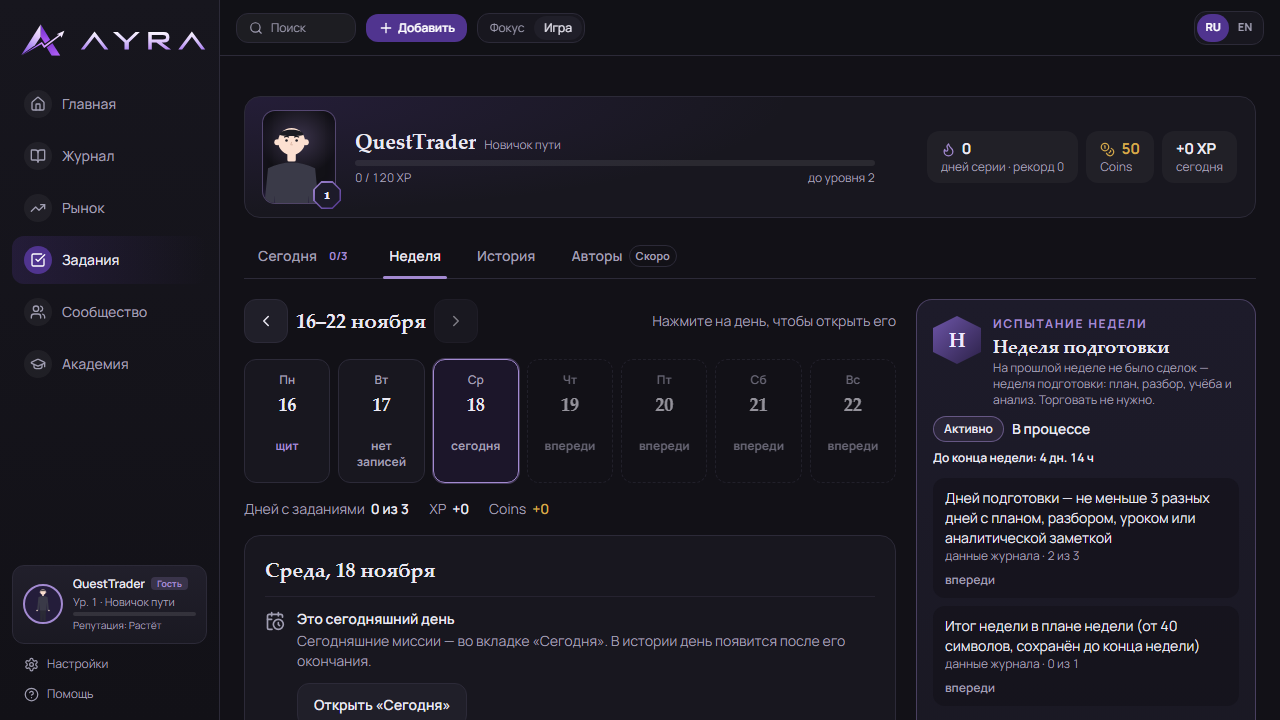 AYRA
Поиск
Добавить
Фокус
Игра
RU
EN
Главная
Журнал
Рынок
Задания
Сообщество
Академия
QuestTrader Гость
Ур. 1 · Новичок пути
Репутация: Растёт
Настройки
Помощь
QuestTrader Новичок пути
0 / 120 XP
до уровня 2
1
0
дней серии · рекорд 0
50
Coins
+0 XP
сегодня
Сегодня 0/3
Неделя
История
Авторы Скоро
16–22 ноября
Нажмите на день, чтобы открыть его
Пн
16
щит
Вт
17
нет
записей
Ср
18
сегодня
Чт
19
впереди
Пт
20
впереди
Сб
21
впереди
Вс
22
впереди
Дней с заданиями 0 из 3
XP +0
Coins +0
Среда, 18 ноября
Это сегодняшний день
Сегодняшние миссии — во вкладке «Сегодня». В истории день появится после его
окончания.
Открыть «Сегодня»
Н
ИСПЫТАНИЕ НЕДЕЛИ
Неделя подготовки
На прошлой неделе не было сделок —
неделя подготовки: план, разбор, учёба и
анализ. Торговать не нужно.
Активно В процессе
До конца недели: 4 дн. 14 ч
Дней подготовки — не меньше 3 разных
дней с планом, разбором, уроком или
аналитической заметкой
данные журнала · 2 из 3
впереди
Итог недели в плане недели (от 40
символов, сохранён до конца недели)
данные журнала · 0 из 1
впереди